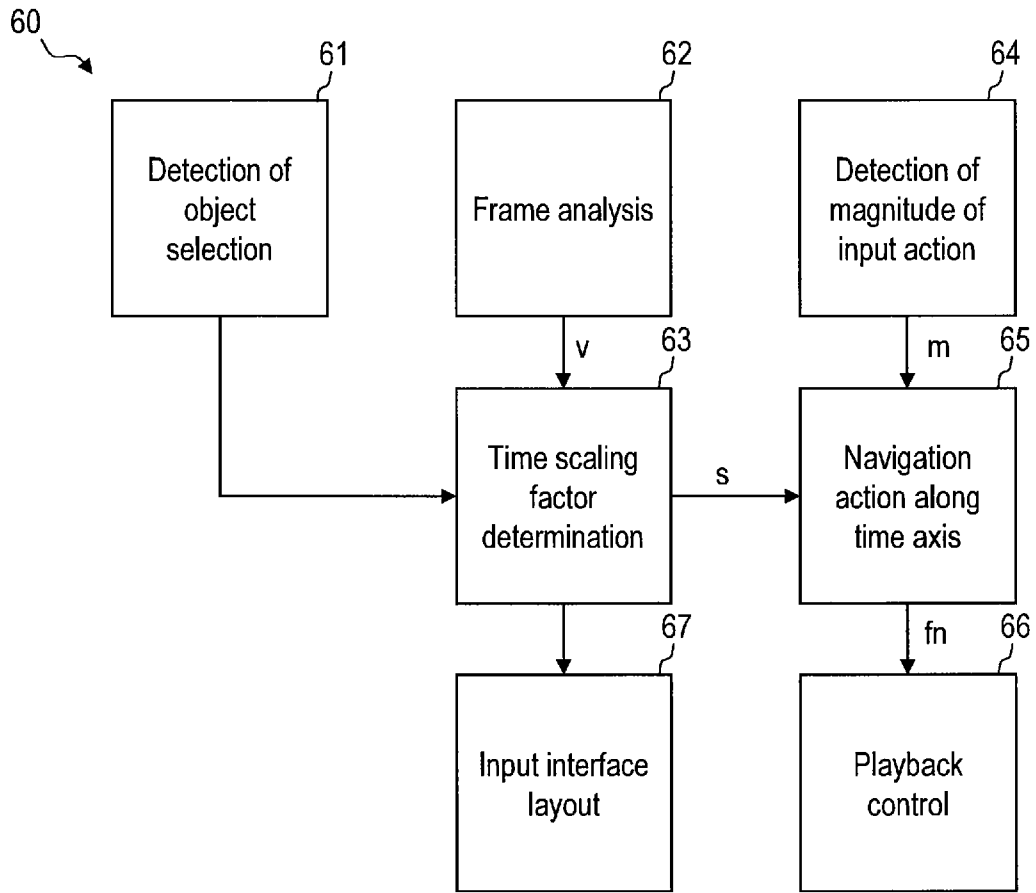 60
61
62
64
Detection of
object
selection
Frame analysis
Detection of
magnitude of
input action
v
63
m
65
Time scaling
factor
determination
s
Navigation
action along
time axis
67
fn
66
Input interface
layout
Playback
control